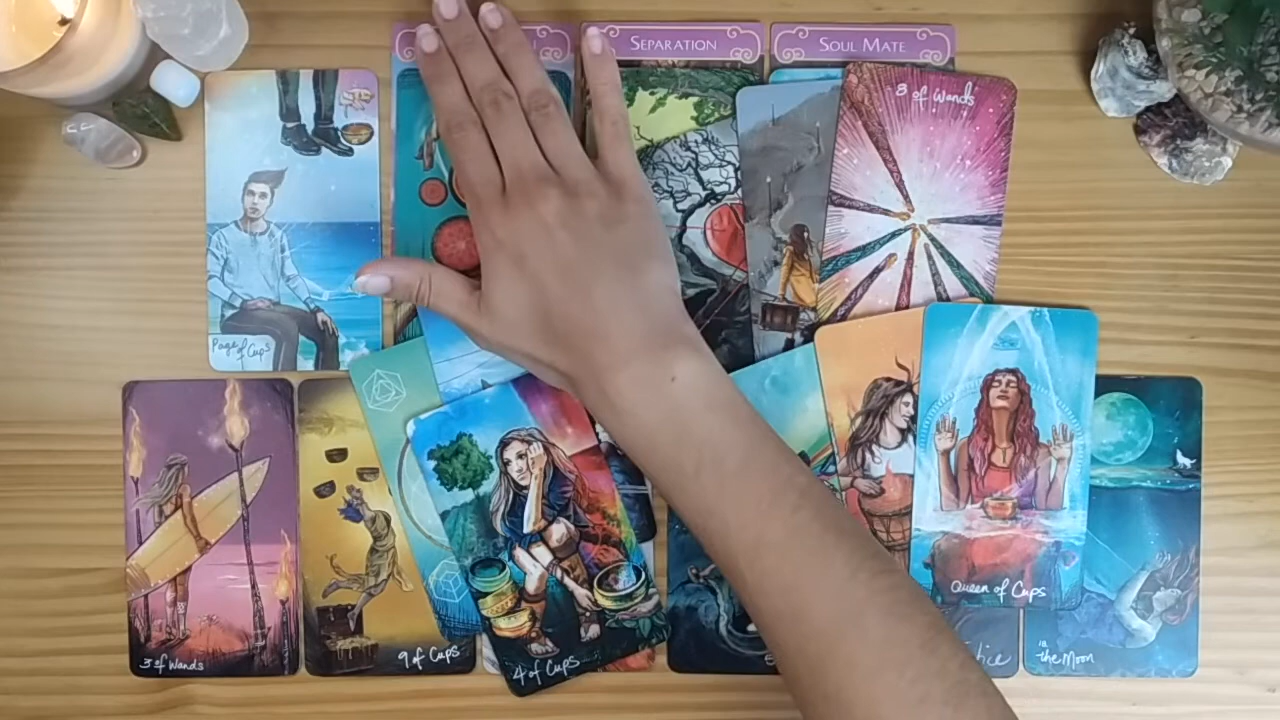 SEPARATION
SOUL MATE
8 of Wands
Page of Cups
3 of Wands
9 of Cups
4 of Cups
Queen of Cups
the Moon